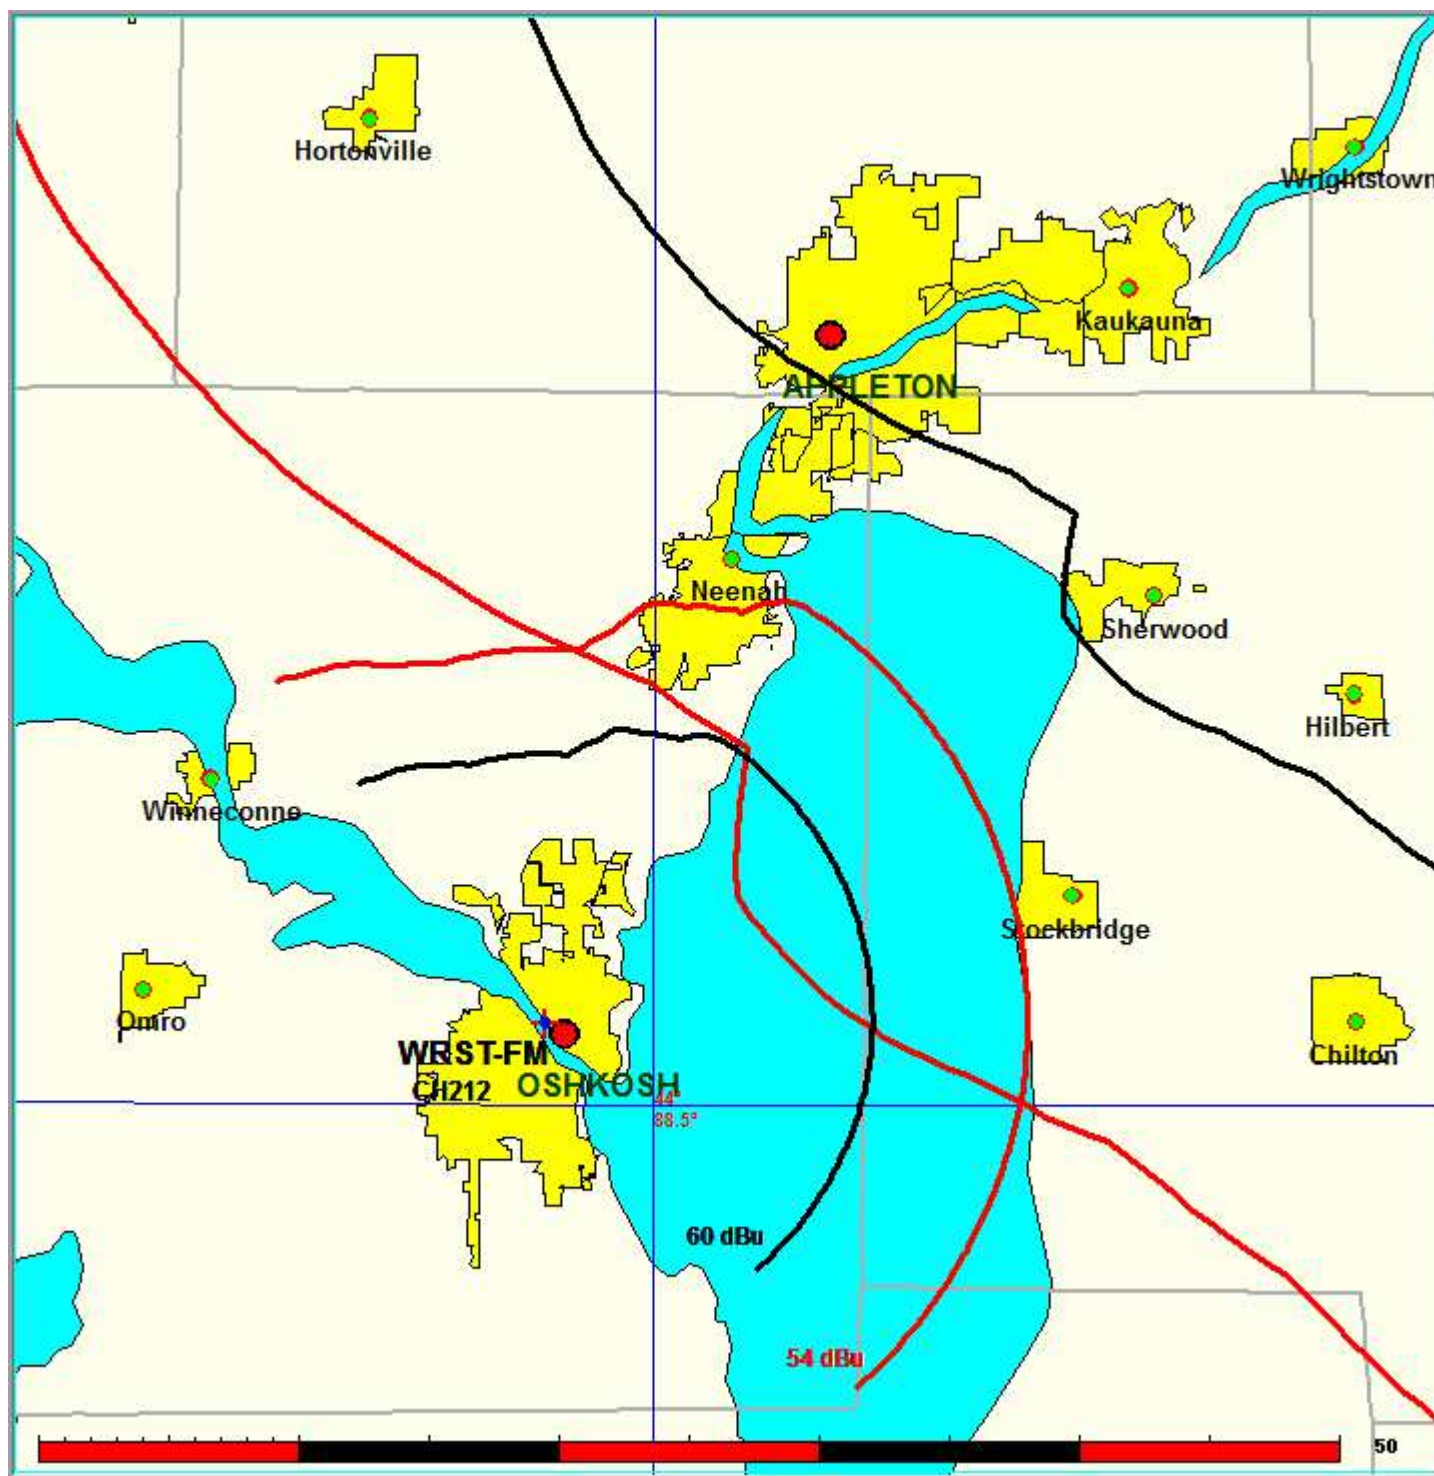 Hortonville
Wrightstown
Kaukauna
APPLETON
Neenah
Sherwood
Hilbert
Winneconne
Stockbridge
Omro
WRST-FM
Chilton
CH212
OSHKOSH
44°
88.5°
60 dBu
54 dBu
50